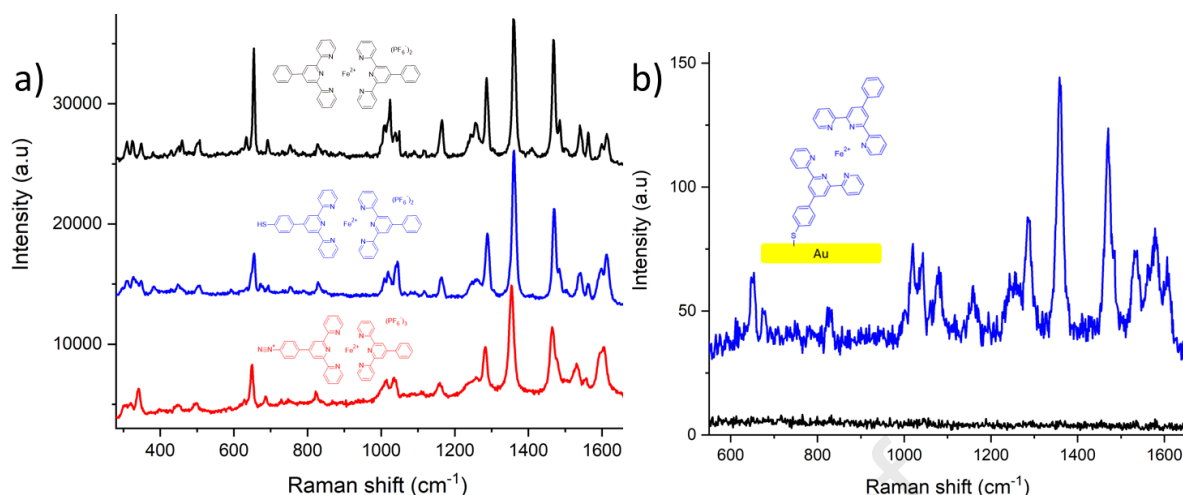 a)
Intensity (a.u)
30000
20000
10000
400
600
800
1000
1200
1400
1600
Raman shift (cm⁻¹)
N
N
N
Fe²⁺
N
N
N
(PF₆⁻)₂
HS
N
N
N
Fe²⁺
N
N
N
(PF₆⁻)₂
N≡N⁺
N
N
N
Fe²⁺
N
N
N
(PF₆⁻)₃
b)
Intensity (a.u)
150
100
50
0
600
800
1000
1200
1400
1600
Raman shift (cm⁻¹)
N
N
N
Fe²⁺
N
N
N
S
Au
f